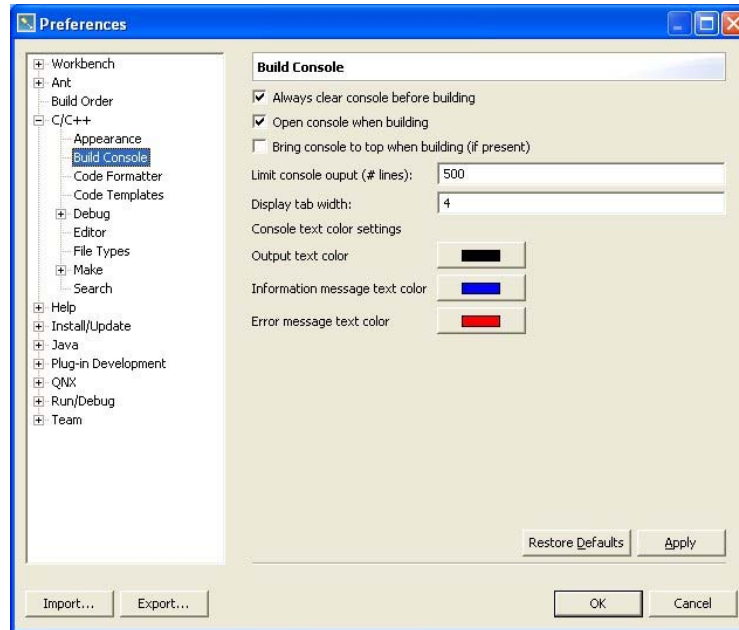 Preferences
Workbench
Ant
Build Order
C/C++
Appearance
Build Console
Code Formatter
Code Templates
Debug
Editor
File Types
Make
Search
Help
Install/Update
Java
Plug-in Development
QNX
Run/Debug
Team
Build Console
Always clear console before building
Open console when building
Bring console to top when building (if present)
Limit console ouput (# lines): 500
Display tab width: 4
Console text color settings
Output text color
Information message text color
Error message text color
Restore Defaults Apply
Import... Export... OK Cancel